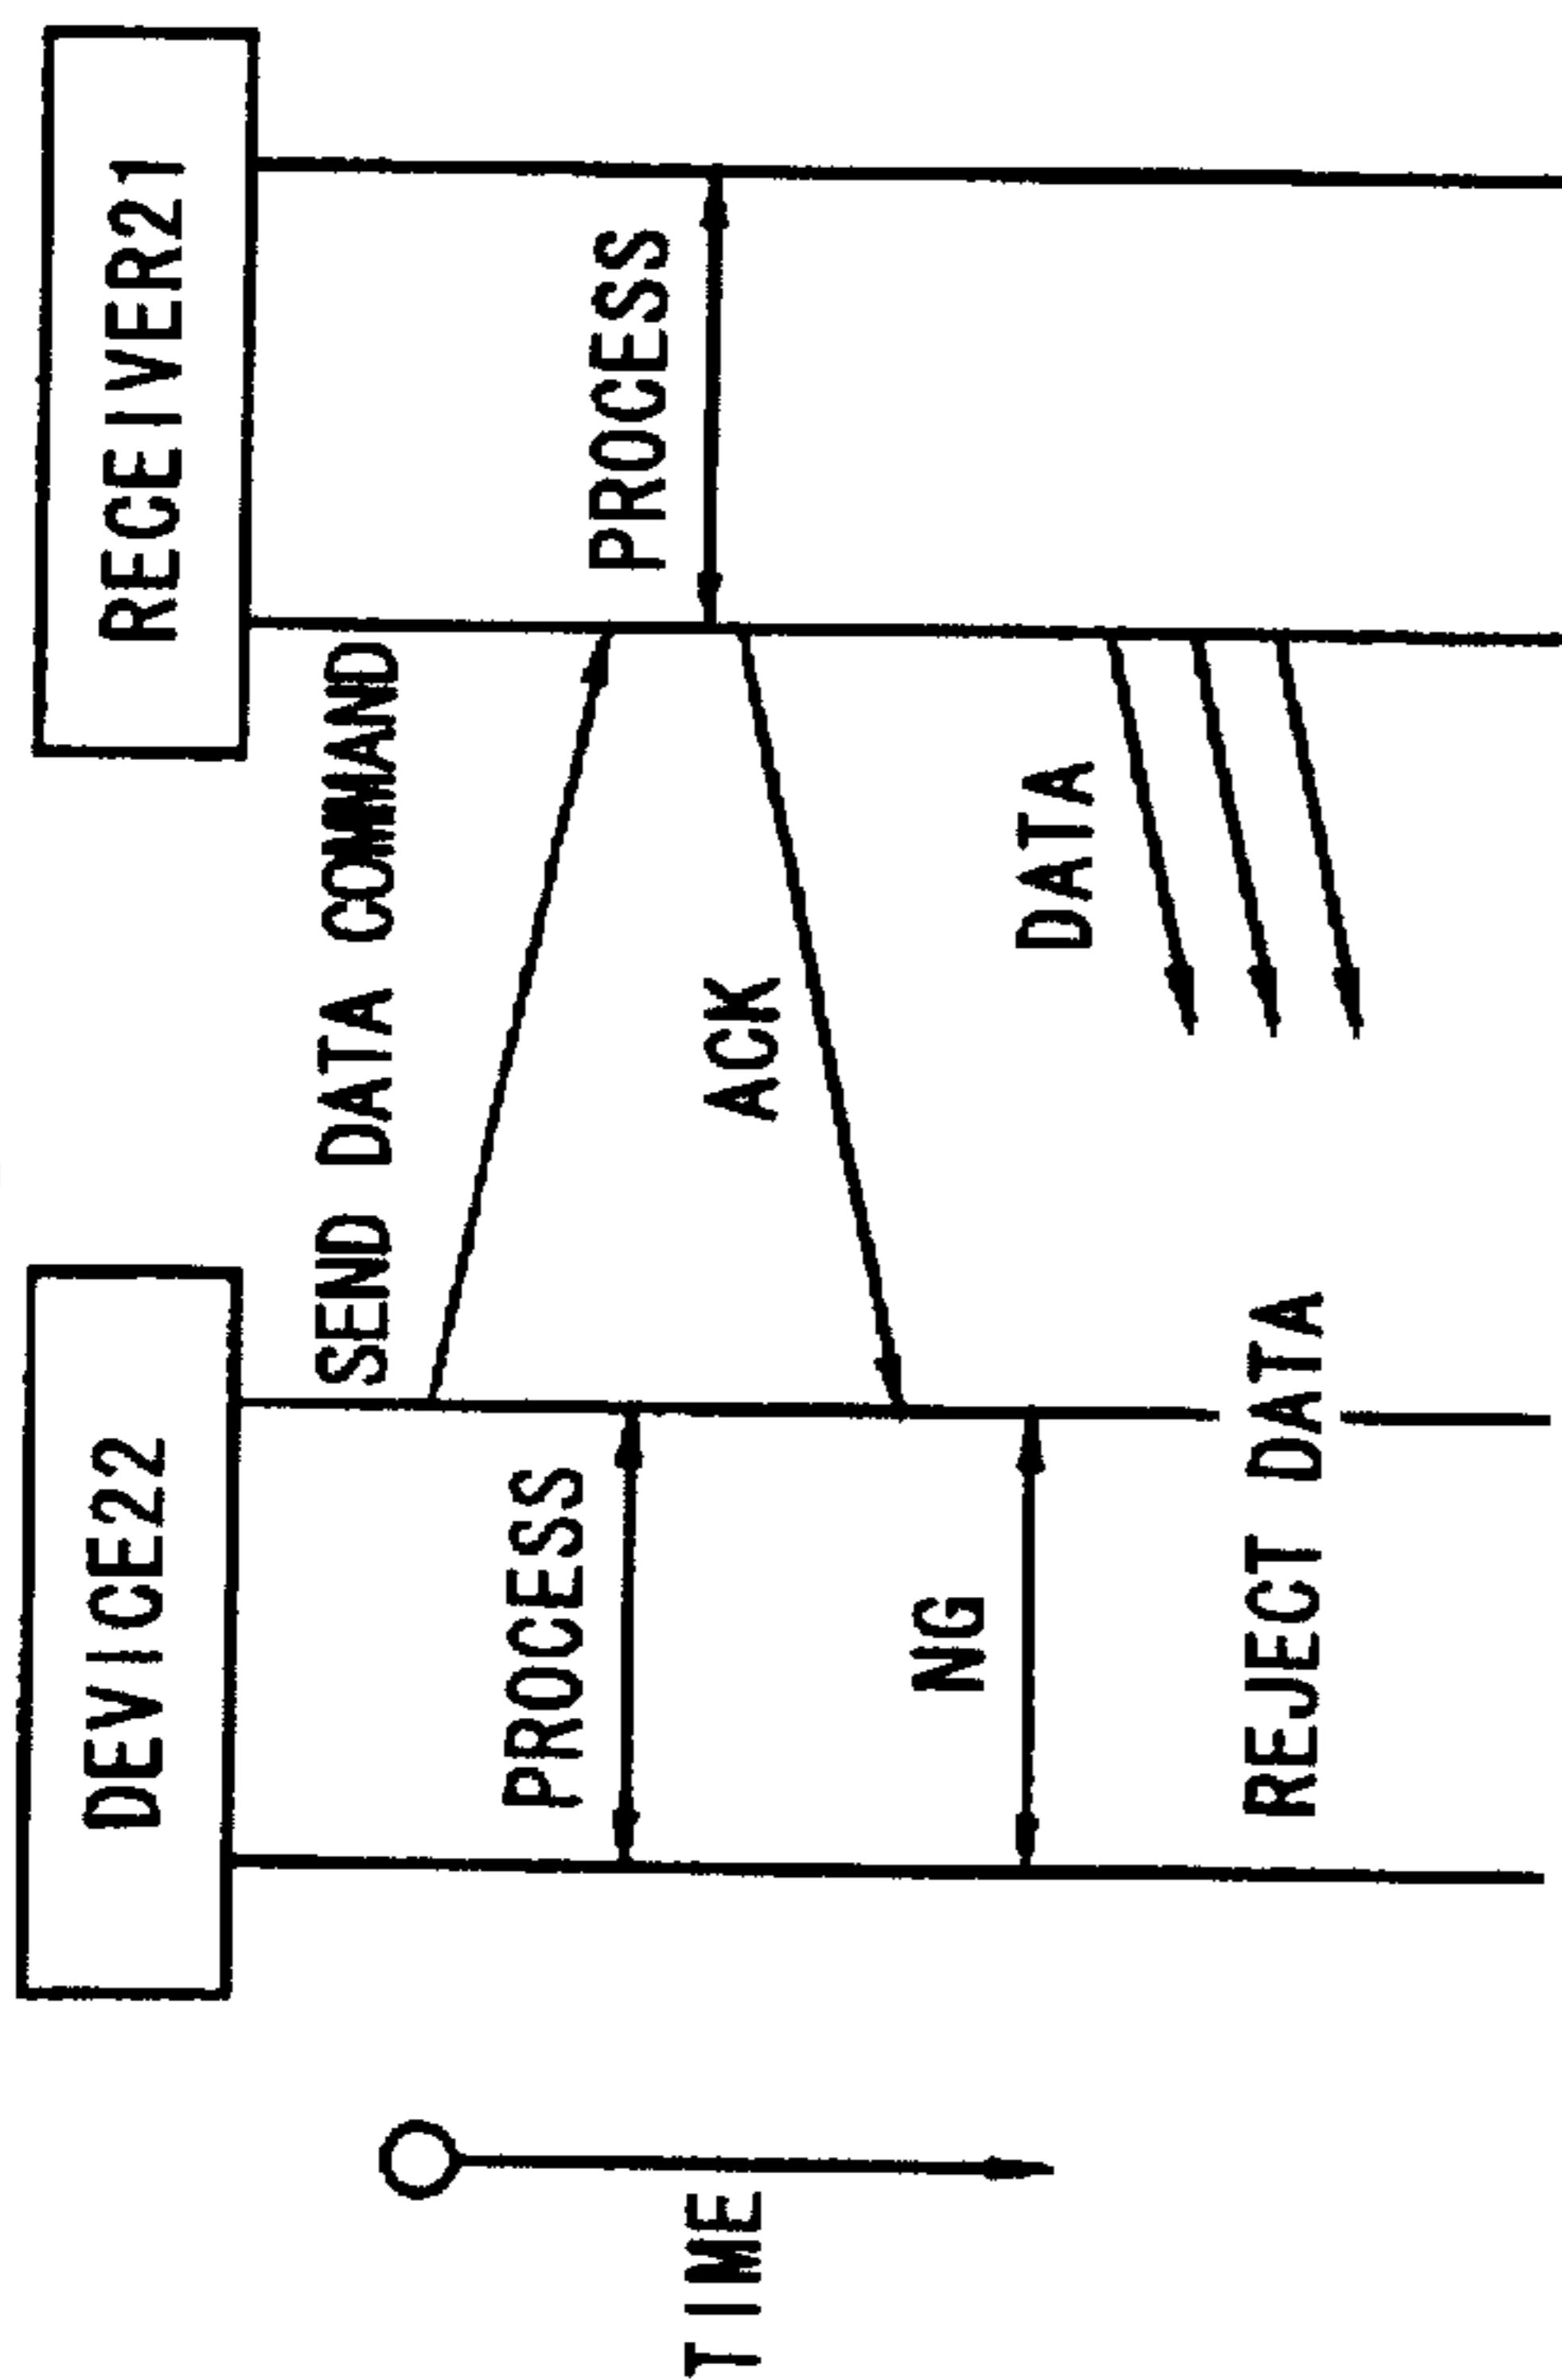 DEVICE22
RECEIVER21
SEND DATA COMMAND
PROCESS
PROCESS
TIME
ACK
NG
DATA
REJECT DATA